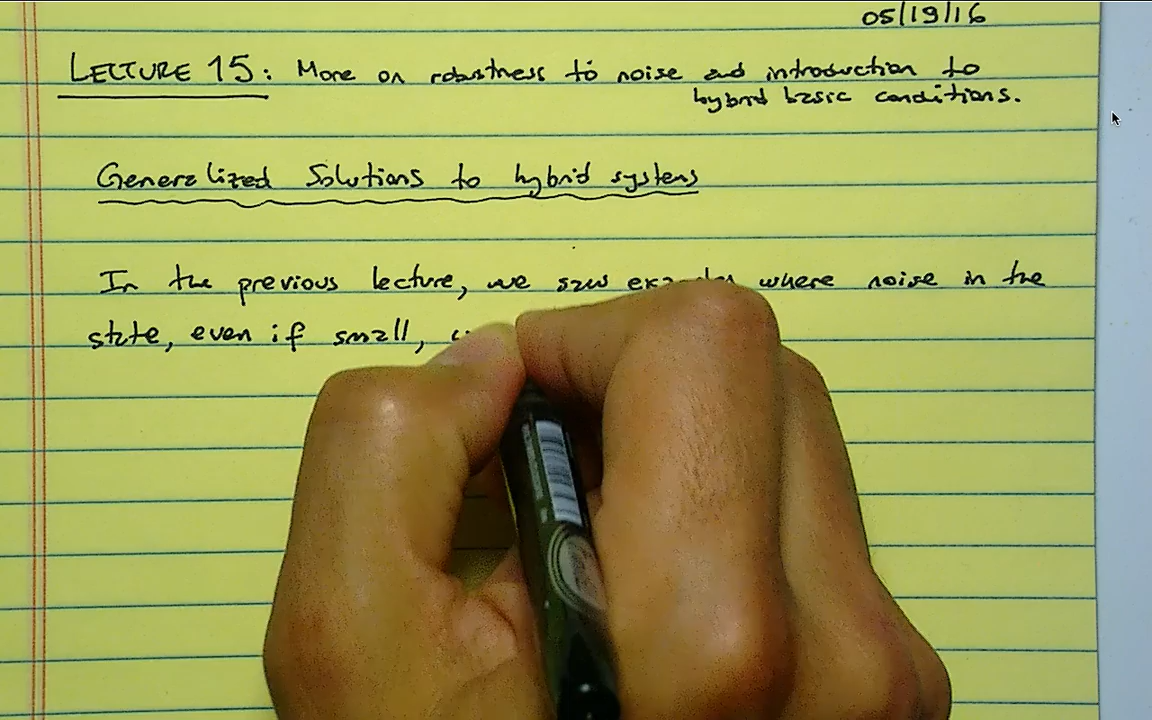 05/19/16
LECTURE 15: More on robustness to noise and introduction to
hybrid basic conditions.
Generalized Solutions to hybrid systems
In the previous lecture, we saw where noise in the
state, even if small,